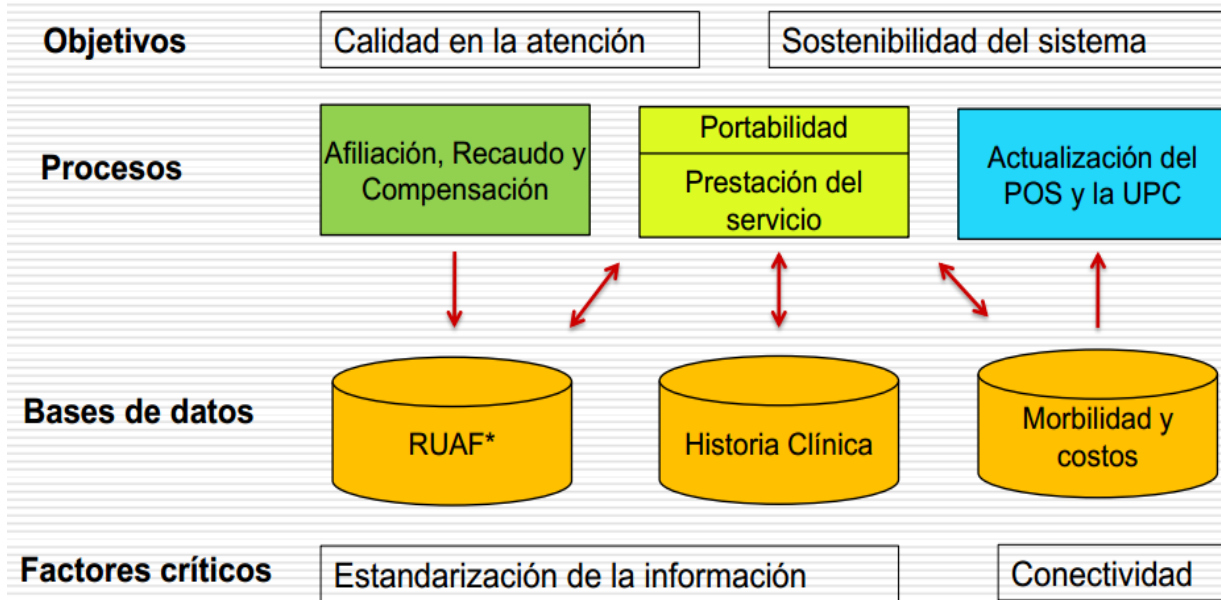 Objetivos
Calidad en la atención
Sostenibilidad del sistema
Procesos
Afiliación, Recaudo y
Compensación
Portabilidad
Prestación del
servicio
Actualización del
POS y la UPC
Bases de datos
RUAF*
Historia Clínica
Morbilidad y
costos
Factores críticos
Estandarización de la información
Conectividad